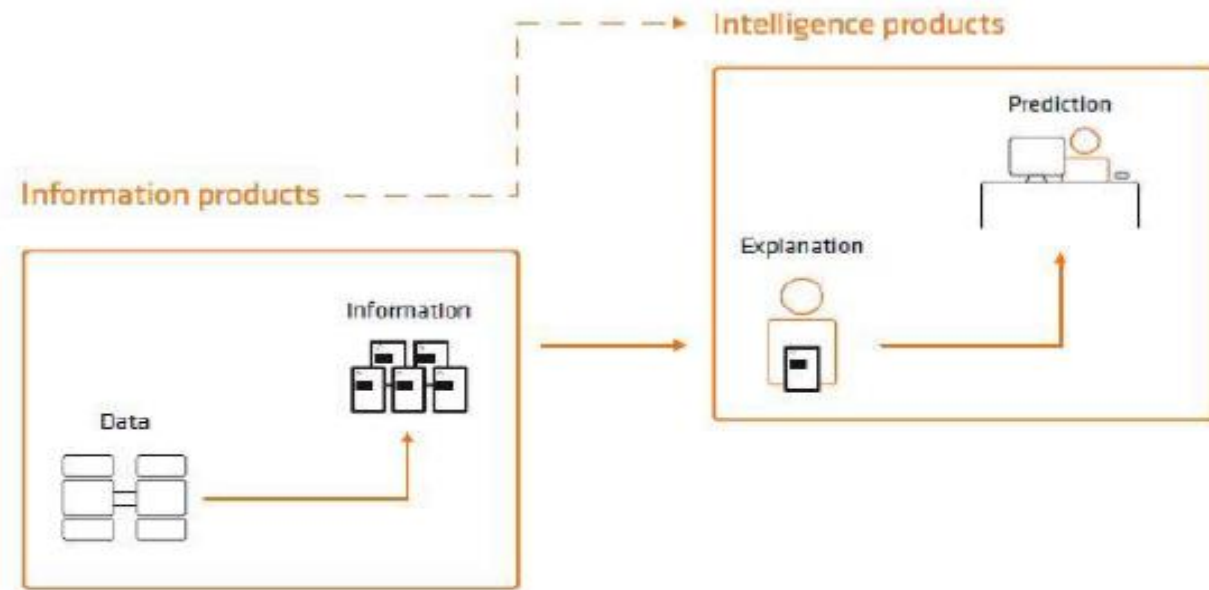 Intelligence products
Prediction
Information products
Explanation
Information
Data